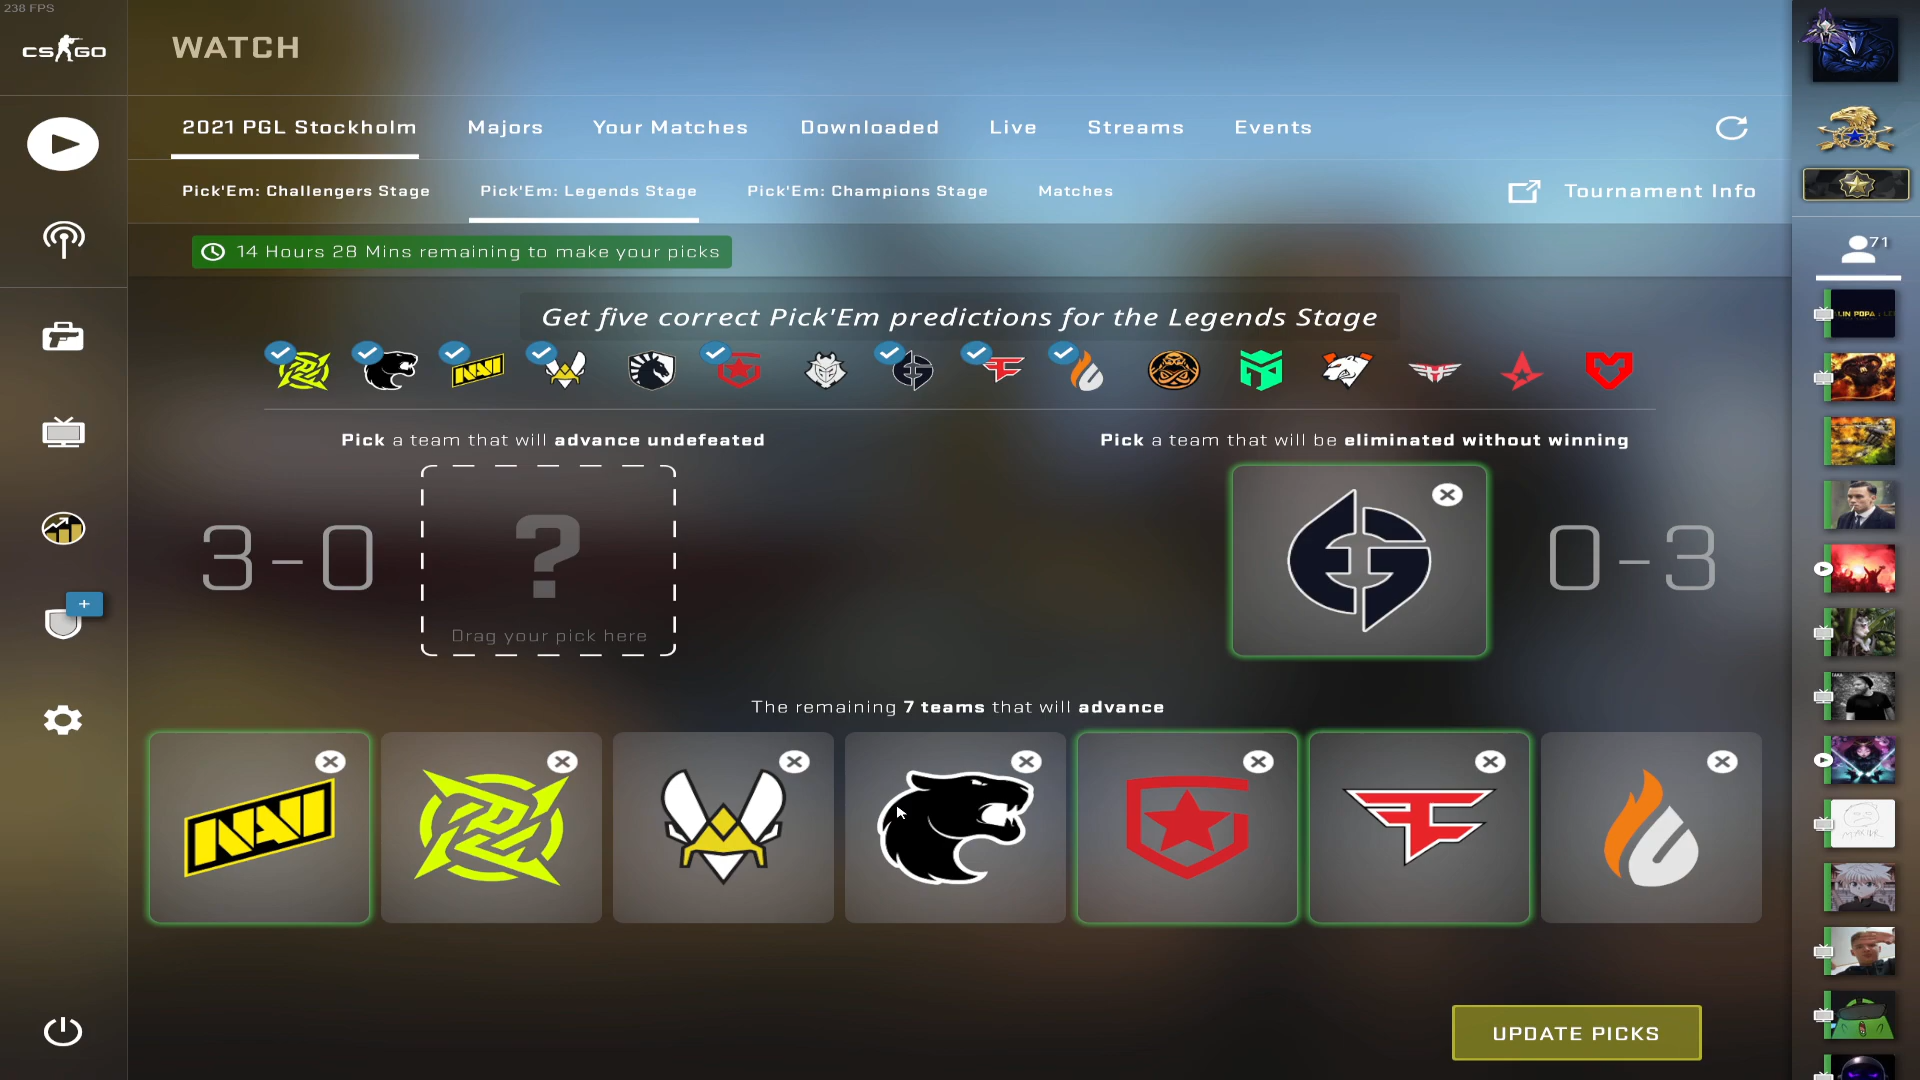 238 FPS
CS GO
WATCH
2021 PGL Stockholm
Majors
Your Matches
Downloaded
Live
Streams
Events
Pick'Em: Challengers Stage
Pick'Em: Legends Stage
Pick'Em: Champions Stage
Matches
Tournament Info
71
14 Hours 28 Mins remaining to make your picks
Get five correct Pick'Em predictions for the Legends Stage
Pick a team that will advance undefeated
Pick a team that will be eliminated without winning
3-0
?
Drag your pick here
0-3
+
The remaining 7 teams that will advance
NAVI
UPDATE PICKS